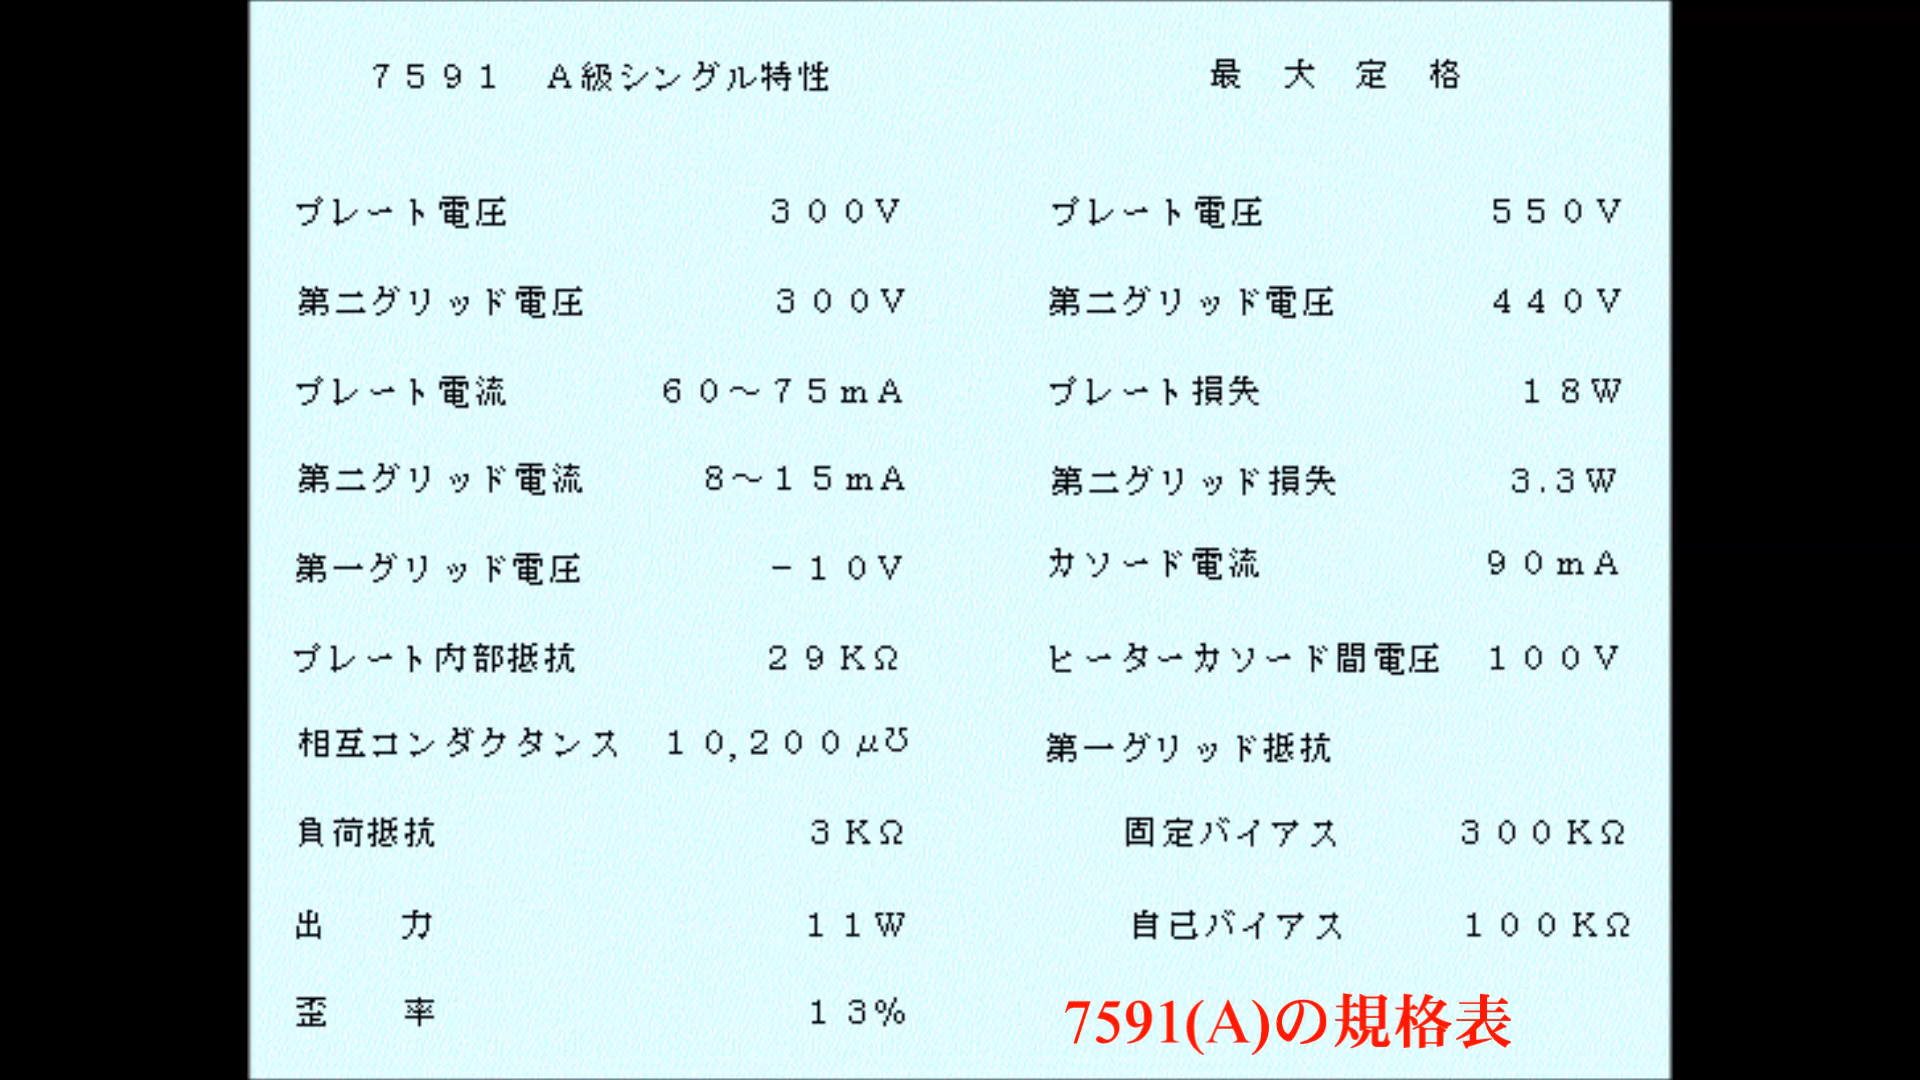 7591 A級シングル特性
プレート電圧 300V
第二グリッド電圧 300V
プレート電流 60～75mA
第二グリッド電流 8～15mA
第一グリッド電圧 −10V
プレート内部抵抗 29KΩ
相互コンダクタンス 10,200μ℧
負荷抵抗 3KΩ
出 力 11W
歪 率 13%
最大定格
プレート電圧 550V
第二グリッド電圧 440V
プレート損失 18W
第二グリッド損失 3.3W
カソード電流 90mA
ヒーターカソード間電圧 100V
第一グリッド抵抗
固定バイアス 300KΩ
自己バイアス 100KΩ
7591(A)の規格表